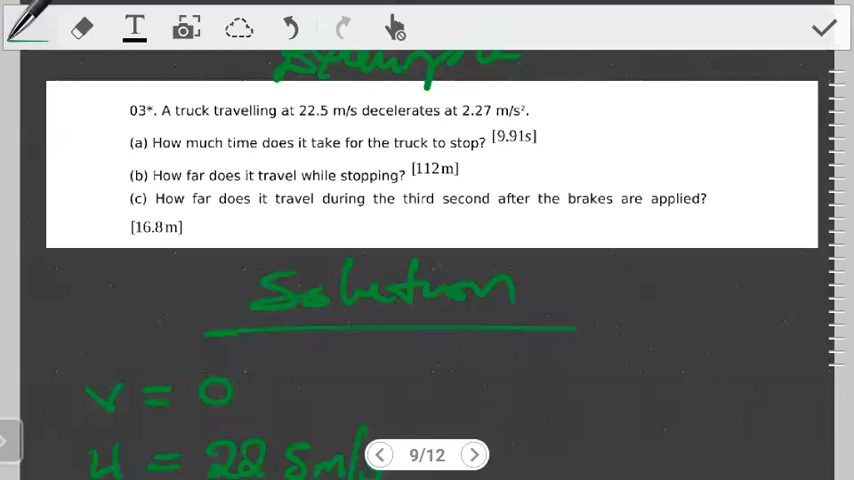 T
Example
03*. A truck travelling at 22.5 m/s decelerates at 2.27 m/s².
(a) How much time does it take for the truck to stop? [9.91s]
(b) How far does it travel while stopping? [112m]
(c) How far does it travel during the third second after the brakes are applied?
[16.8m]
Solution
v = 0
u = 22.5m/s
9/12